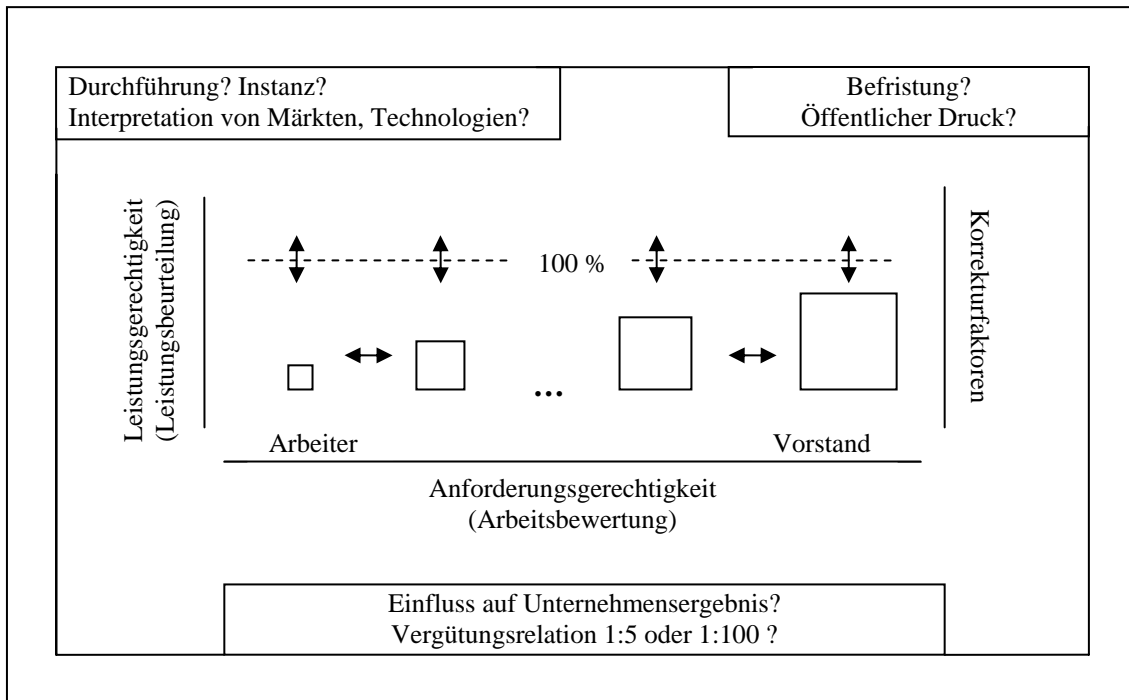 Durchführung? Instanz?
Interpretation von Märkten, Technologien?
Befristung?
Öffentlicher Druck?
Leistungsgerechtigkeit
(Leistungsbeurteilung)
100 %
...
Arbeiter
Vorstand
Korrekturfaktoren
Anforderungsgerechtigkeit
(Arbeitsbewertung)
Einfluss auf Unternehmensergebnis?
Vergütungsrelation 1:5 oder 1:100 ?